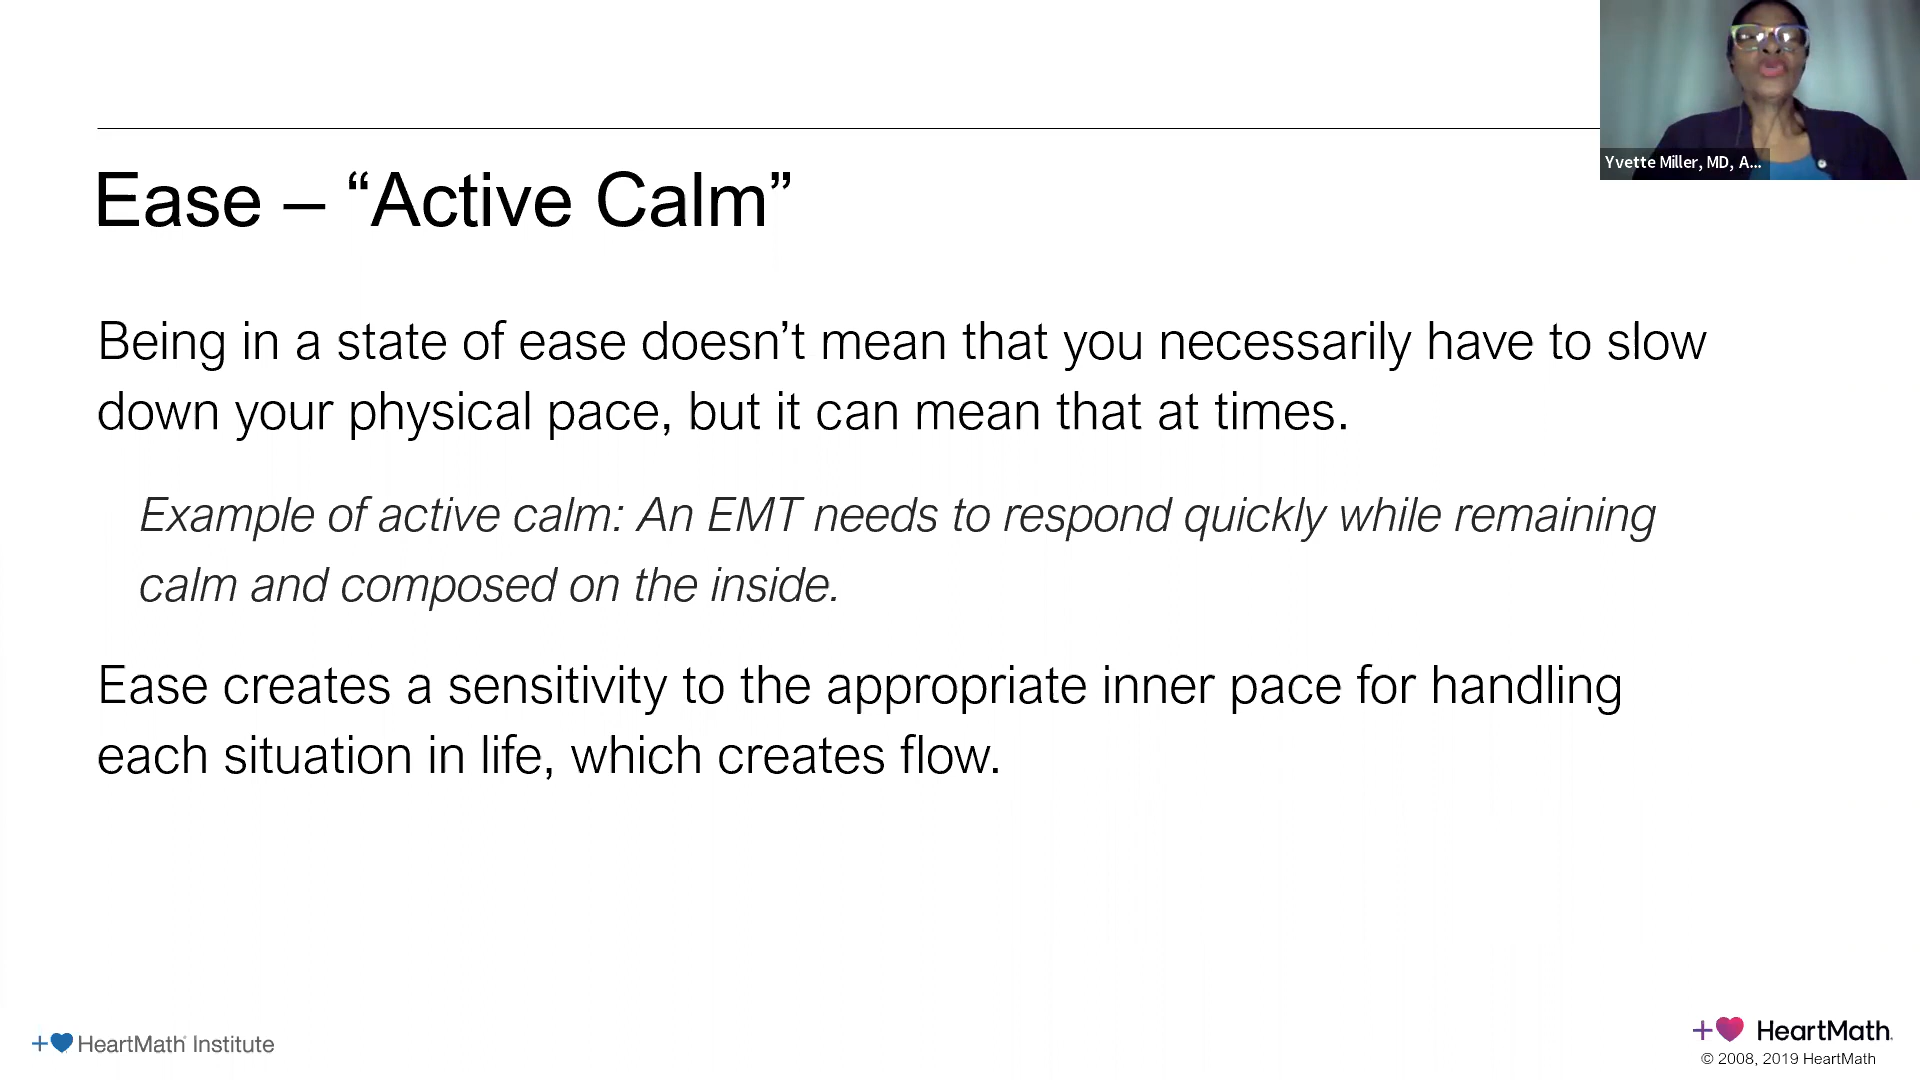 Yvette Miller, MD, A...
Ease – “Active Calm”
Being in a state of ease doesn’t mean that you necessarily have to slow
down your physical pace, but it can mean that at times.
Example of active calm: An EMT needs to respond quickly while remaining
calm and composed on the inside.
Ease creates a sensitivity to the appropriate inner pace for handling
each situation in life, which creates flow.
HeartMath Institute
HeartMath
© 2008, 2019 HeartMath